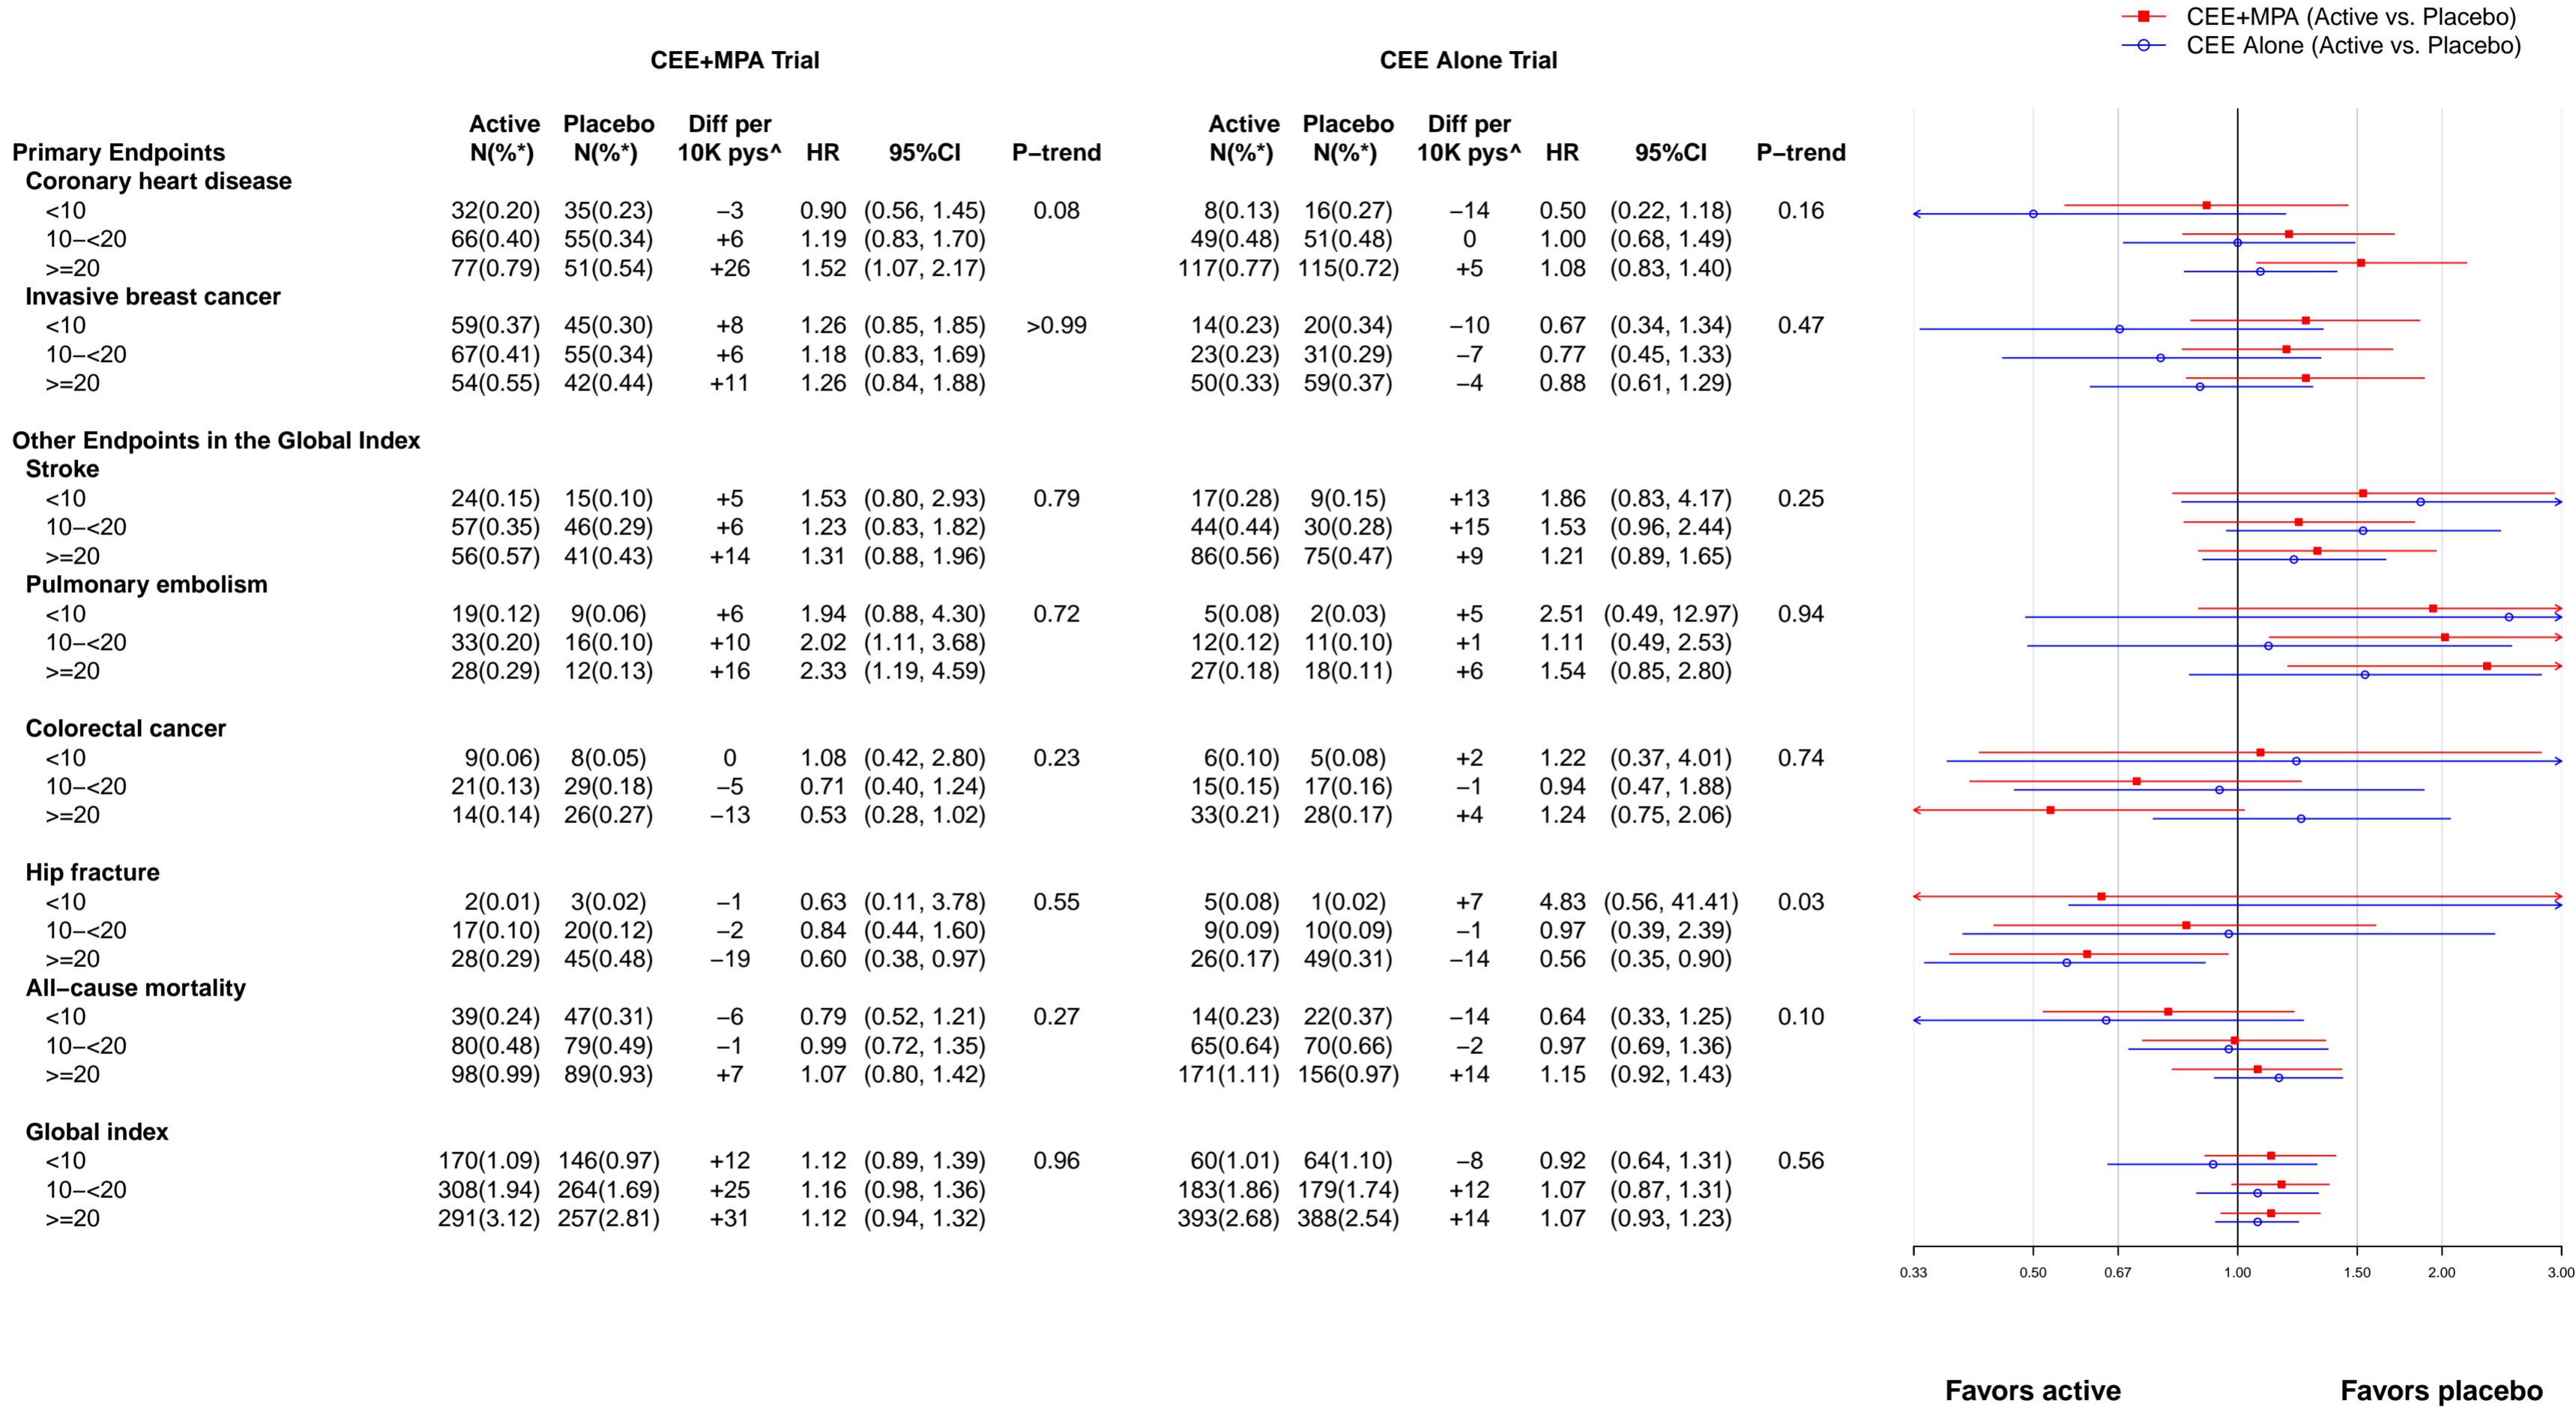 CEE+MPA (Active vs. Placebo)
CEE Alone (Active vs. Placebo)
CEE+MPA Trial CEE Alone Trial
Active Placebo Diff per Active Placebo Diff per
Primary Endpoints N(%*) N(%*) 10K pys^ HR 95%CI P−trend N(%*) N(%*) 10K pys^ HR 95%CI P−trend
Coronary heart disease
<10 32(0.20) 35(0.23) −3 0.90 (0.56, 1.45) 0.08 8(0.13) 16(0.27) −14 0.50 (0.22, 1.18) 0.16
10−<20 66(0.40) 55(0.34) +6 1.19 (0.83, 1.70) 49(0.48) 51(0.48) 0 1.00 (0.68, 1.49)
>=20 77(0.79) 51(0.54) +26 1.52 (1.07, 2.17) 117(0.77) 115(0.72) +5 1.08 (0.83, 1.40)
Invasive breast cancer
<10 59(0.37) 45(0.30) +8 1.26 (0.85, 1.85) >0.99 14(0.23) 20(0.34) −10 0.67 (0.34, 1.34) 0.47
10−<20 67(0.41) 55(0.34) +6 1.18 (0.83, 1.69) 23(0.23) 31(0.29) −7 0.77 (0.45, 1.33)
>=20 54(0.55) 42(0.44) +11 1.26 (0.84, 1.88) 50(0.33) 59(0.37) −4 0.88 (0.61, 1.29)
Other Endpoints in the Global Index
Stroke
<10 24(0.15) 15(0.10) +5 1.53 (0.80, 2.93) 0.79 17(0.28) 9(0.15) +13 1.86 (0.83, 4.17) 0.25
10−<20 57(0.35) 46(0.29) +6 1.23 (0.83, 1.82) 44(0.44) 30(0.28) +15 1.53 (0.96, 2.44)
>=20 56(0.57) 41(0.43) +14 1.31 (0.88, 1.96) 86(0.56) 75(0.47) +9 1.21 (0.89, 1.65)
Pulmonary embolism
<10 19(0.12) 9(0.06) +6 1.94 (0.88, 4.30) 0.72 5(0.08) 2(0.03) +5 2.51 (0.49, 12.97) 0.94
10−<20 33(0.20) 16(0.10) +10 2.02 (1.11, 3.68) 12(0.12) 11(0.10) +1 1.11 (0.49, 2.53)
>=20 28(0.29) 12(0.13) +16 2.33 (1.19, 4.59) 27(0.18) 18(0.11) +6 1.54 (0.85, 2.80)
Colorectal cancer
<10 9(0.06) 8(0.05) 0 1.08 (0.42, 2.80) 0.23 6(0.10) 5(0.08) +2 1.22 (0.37, 4.01) 0.74
10−<20 21(0.13) 29(0.18) −5 0.71 (0.40, 1.24) 15(0.15) 17(0.16) −1 0.94 (0.47, 1.88)
>=20 14(0.14) 26(0.27) −13 0.53 (0.28, 1.02) 33(0.21) 28(0.17) +4 1.24 (0.75, 2.06)
Hip fracture
<10 2(0.01) 3(0.02) −1 0.63 (0.11, 3.78) 0.55 5(0.08) 1(0.02) +7 4.83 (0.56, 41.41) 0.03
10−<20 17(0.10) 20(0.12) −2 0.84 (0.44, 1.60) 9(0.09) 10(0.09) −1 0.97 (0.39, 2.39)
>=20 28(0.29) 45(0.48) −19 0.60 (0.38, 0.97) 26(0.17) 49(0.31) −14 0.56 (0.35, 0.90)
All−cause mortality
<10 39(0.24) 47(0.31) −6 0.79 (0.52, 1.21) 0.27 14(0.23) 22(0.37) −14 0.64 (0.33, 1.25) 0.10
10−<20 80(0.48) 79(0.49) −1 0.99 (0.72, 1.35) 65(0.64) 70(0.66) −2 0.97 (0.69, 1.36)
>=20 98(0.99) 89(0.93) +7 1.07 (0.80, 1.42) 171(1.11) 156(0.97) +14 1.15 (0.92, 1.43)
Global index
<10 170(1.09) 146(0.97) +12 1.12 (0.89, 1.39) 0.96 60(1.01) 64(1.10) −8 0.92 (0.64, 1.31) 0.56
10−<20 308(1.94) 264(1.69) +25 1.16 (0.98, 1.36) 183(1.86) 179(1.74) +12 1.07 (0.87, 1.31)
>=20 291(3.12) 257(2.81) +31 1.12 (0.94, 1.32) 393(2.68) 388(2.54) +14 1.07 (0.93, 1.23)
0.33 0.50 0.67 1.00 1.50 2.00 3.00
Favors active Favors placebo